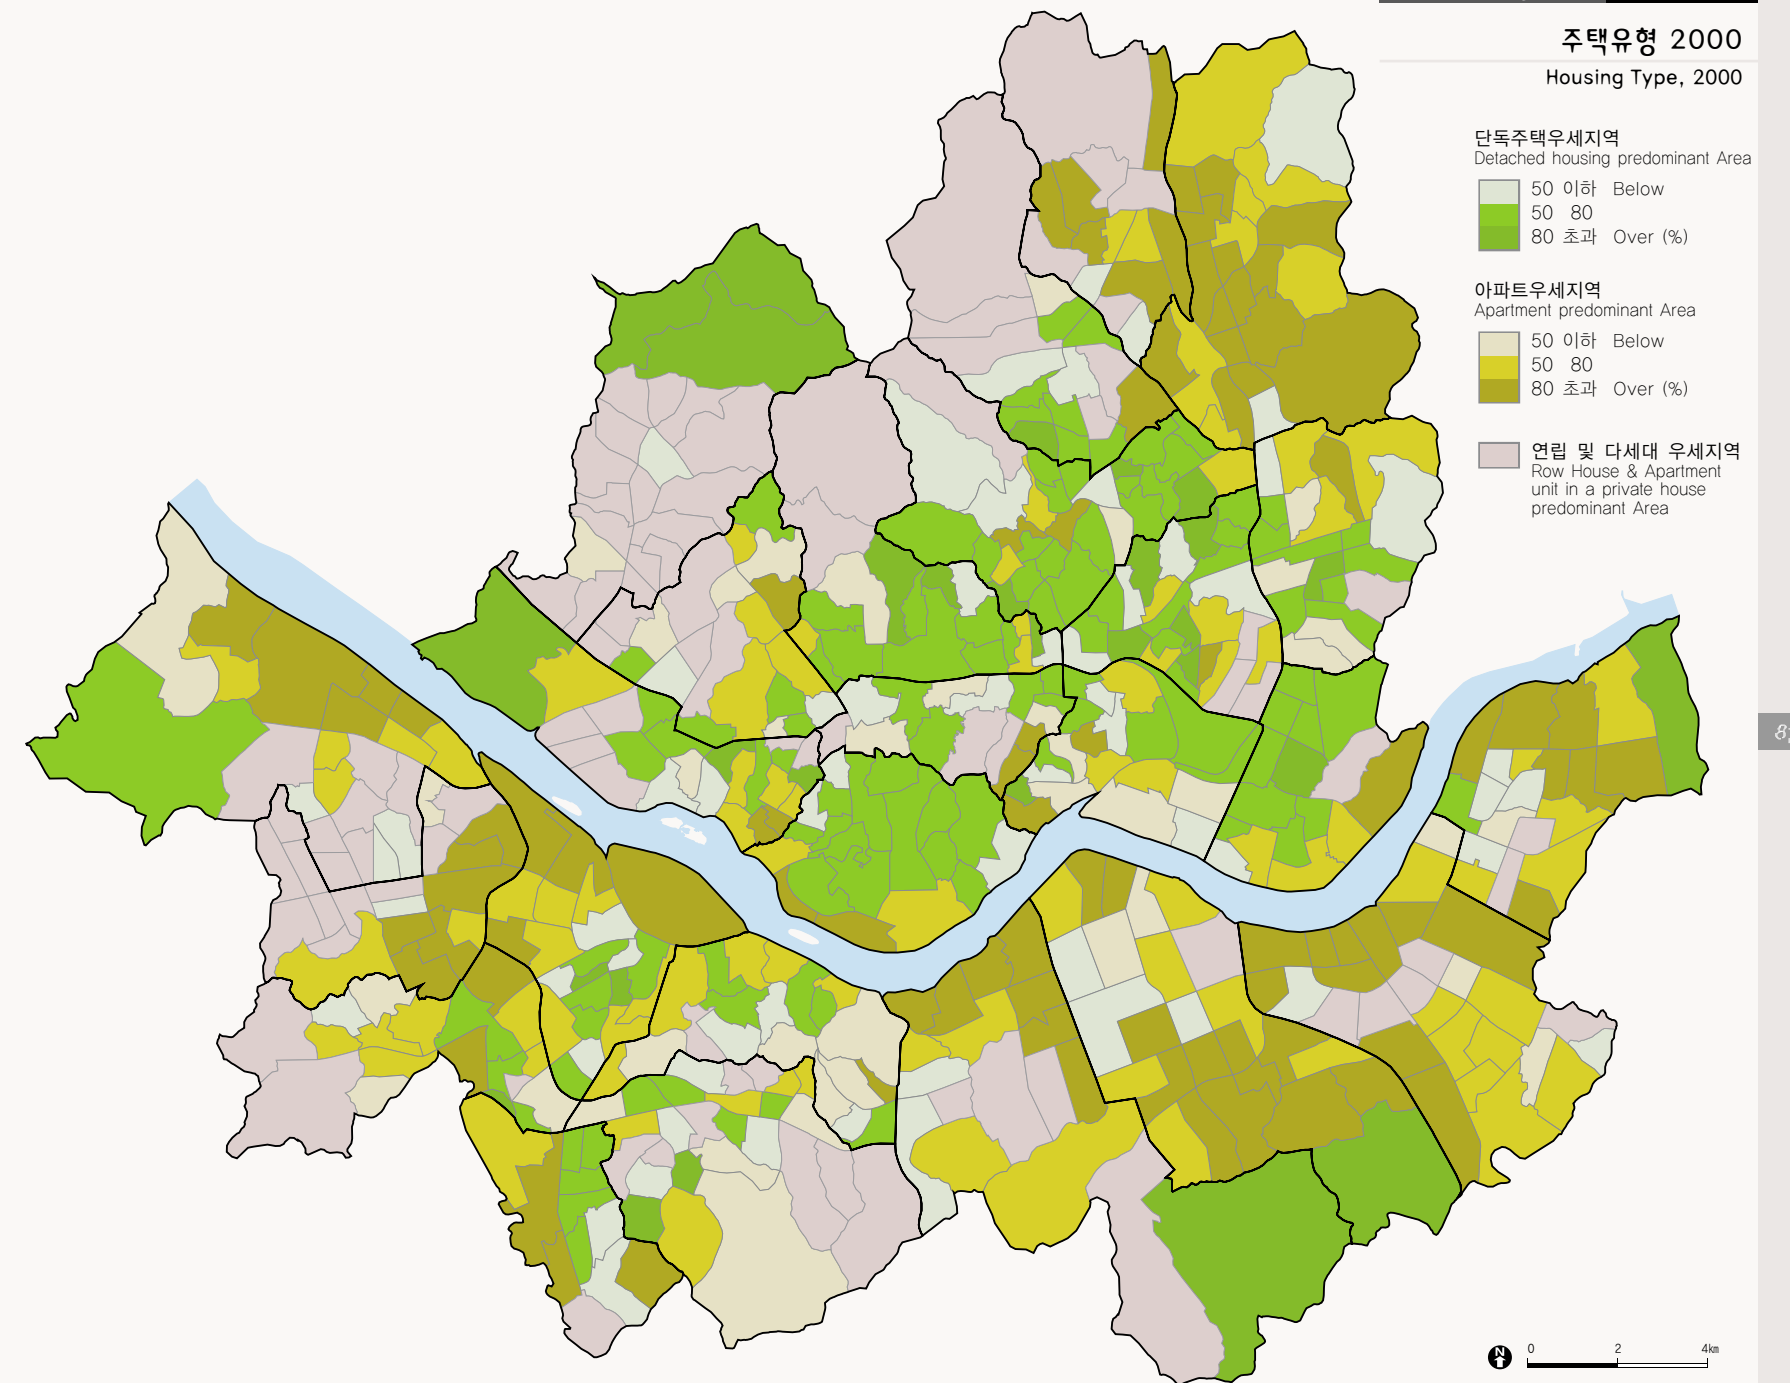 주택유형 2000
Housing Type, 2000
단독주택우세지역
Detached housing predominant Area
50 이하 Below
50 80
80 초과 Over (%)
아파트우세지역
Apartment predominant Area
50 이하 Below
50 80
80 초과 Over (%)
연립 및 다세대 우세지역
Row House & Apartment
unit in a private house
predominant Area
N
0 2 4km